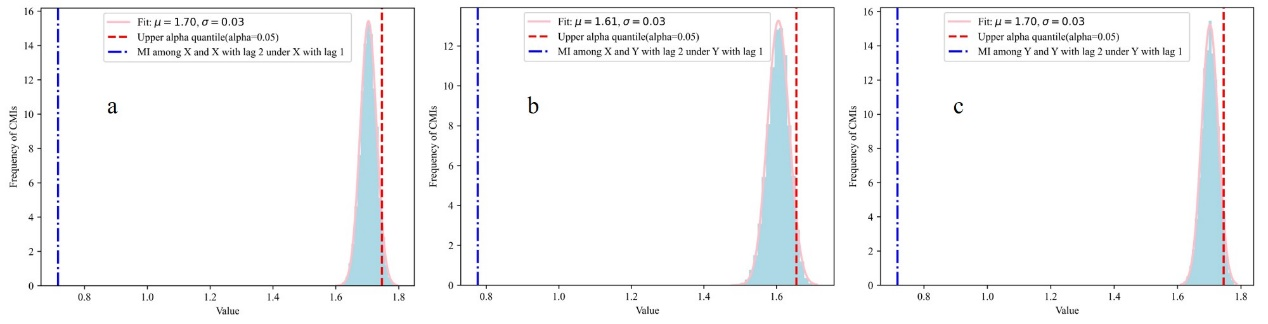 16
14
12
10
8
6
4
2
0
Frequency of CMIs
Fit: μ = 1.70, σ = 0.03
Upper alpha quantile(alpha=0.05)
MI among X and X with lag 2 under X with lag 1
a
0.8 1.0 1.2 1.4 1.6 1.8
Value
12
10
8
6
4
2
0
Frequency of CMIs
Fit: μ = 1.61, σ = 0.03
Upper alpha quantile(alpha=0.05)
MI among X and Y with lag 2 under Y with lag 1
b
0.8 1.0 1.2 1.4 1.6
Value
16
14
12
10
8
6
4
2
0
Frequency of CMIs
Fit: μ = 1.70, σ = 0.03
Upper alpha quantile(alpha=0.05)
MI among Y and Y with lag 2 under Y with lag 1
c
0.8 1.0 1.2 1.4 1.6 1.8
Value